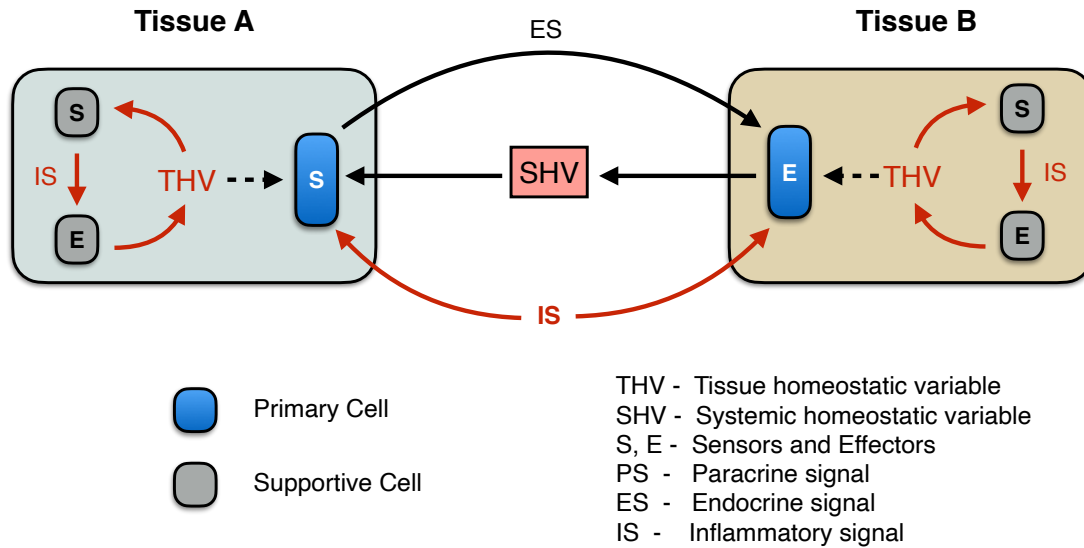 Tissue A
ES
Tissue B
S
S
IS
THV
S
SHV
E
THV
IS
E
E
IS
Primary Cell
Supportive Cell
THV - Tissue homeostatic variable
SHV - Systemic homeostatic variable
S, E - Sensors and Effectors
PS - Paracrine signal
ES - Endocrine signal
IS - Inflammatory signal